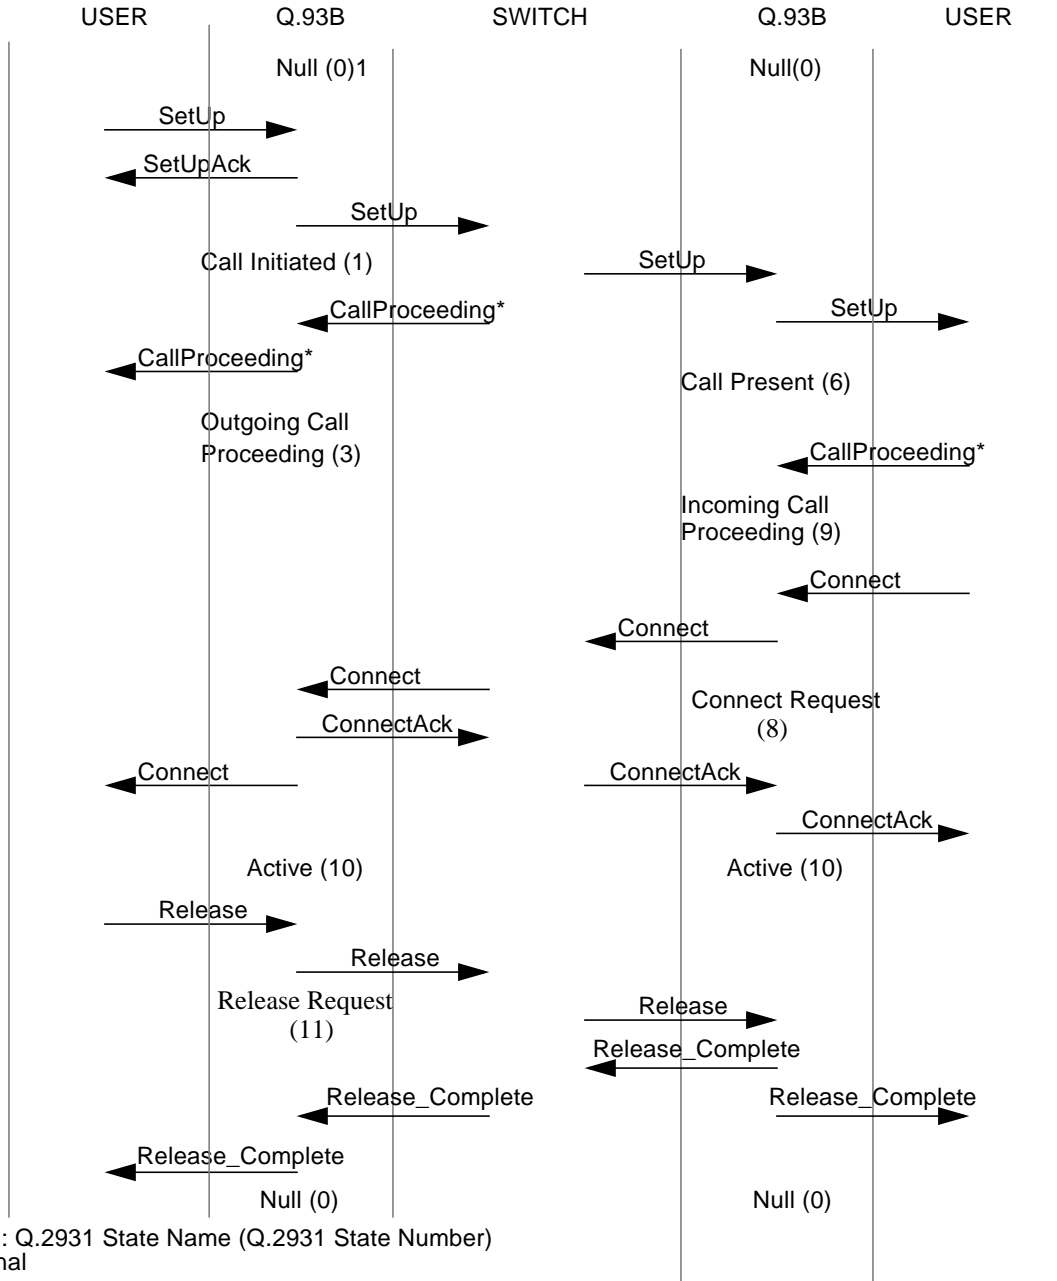 USER Q.93B SWITCH Q.93B USER
Null (0)1 Null(0)
SetUp
SetUpAck
SetUp
Call Initiated (1) SetUp
CallProceeding* SetUp
CallProceeding*
Call Present (6)
Outgoing Call
Proceeding (3) CallProceeding*
Incoming Call
Proceeding (9)
Connect
Connect
Connect
Connect Request
ConnectAck (8)
Connect ConnectAck
ConnectAck
Active (10) Active (10)
Release
Release
Release Request Release
(11)
Release_Complete
Release_Complete Release_Complete
Release_Complete
Null (0) Null (0)
: Q.2931 State Name (Q.2931 State Number)
nal